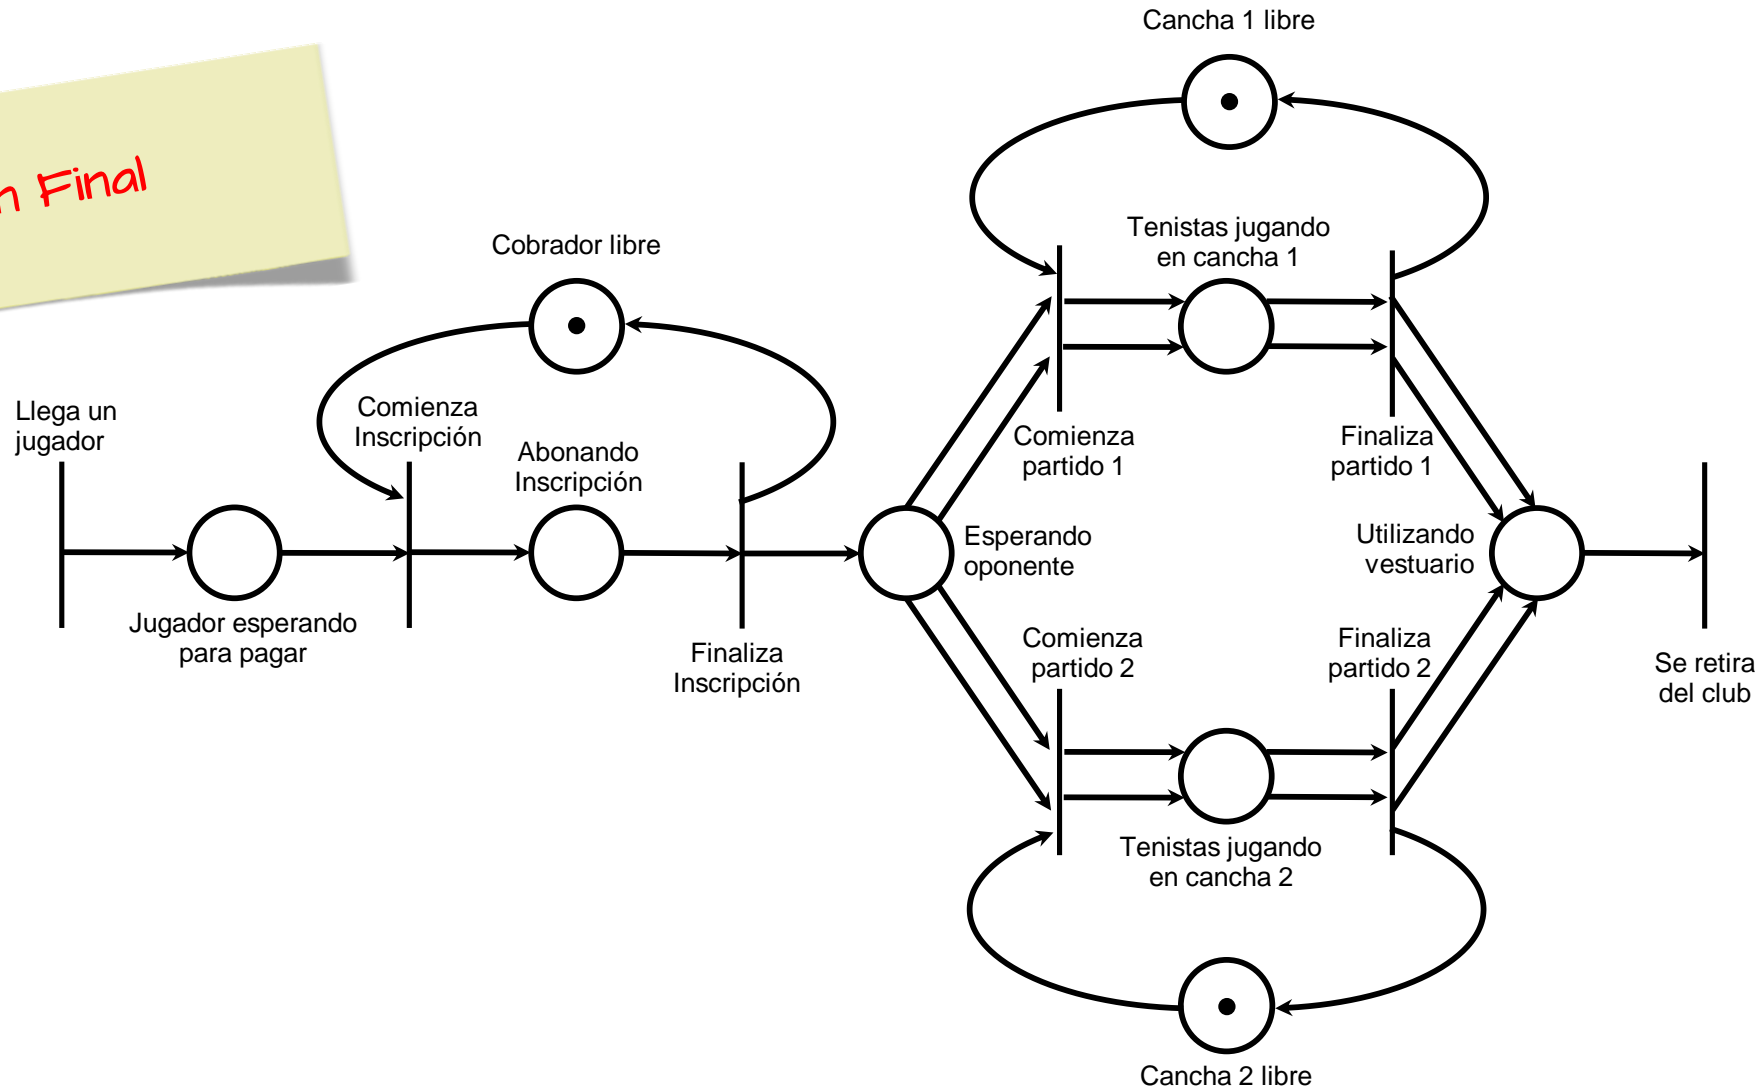 Cancha 1 libre
Final
Cobrador libre
Tenistas jugando
en cancha 1
Llega un
jugador
Comienza
Inscripción
Abonando
Inscripción
Comienza
partido 1
Finaliza
partido 1
Esperando
oponente
Utilizando
vestuario
Jugador esperando
para pagar
Finaliza
Inscripción
Comienza
partido 2
Finaliza
partido 2
Se retira
del club
Tenistas jugando
en cancha 2
Cancha 2 libre